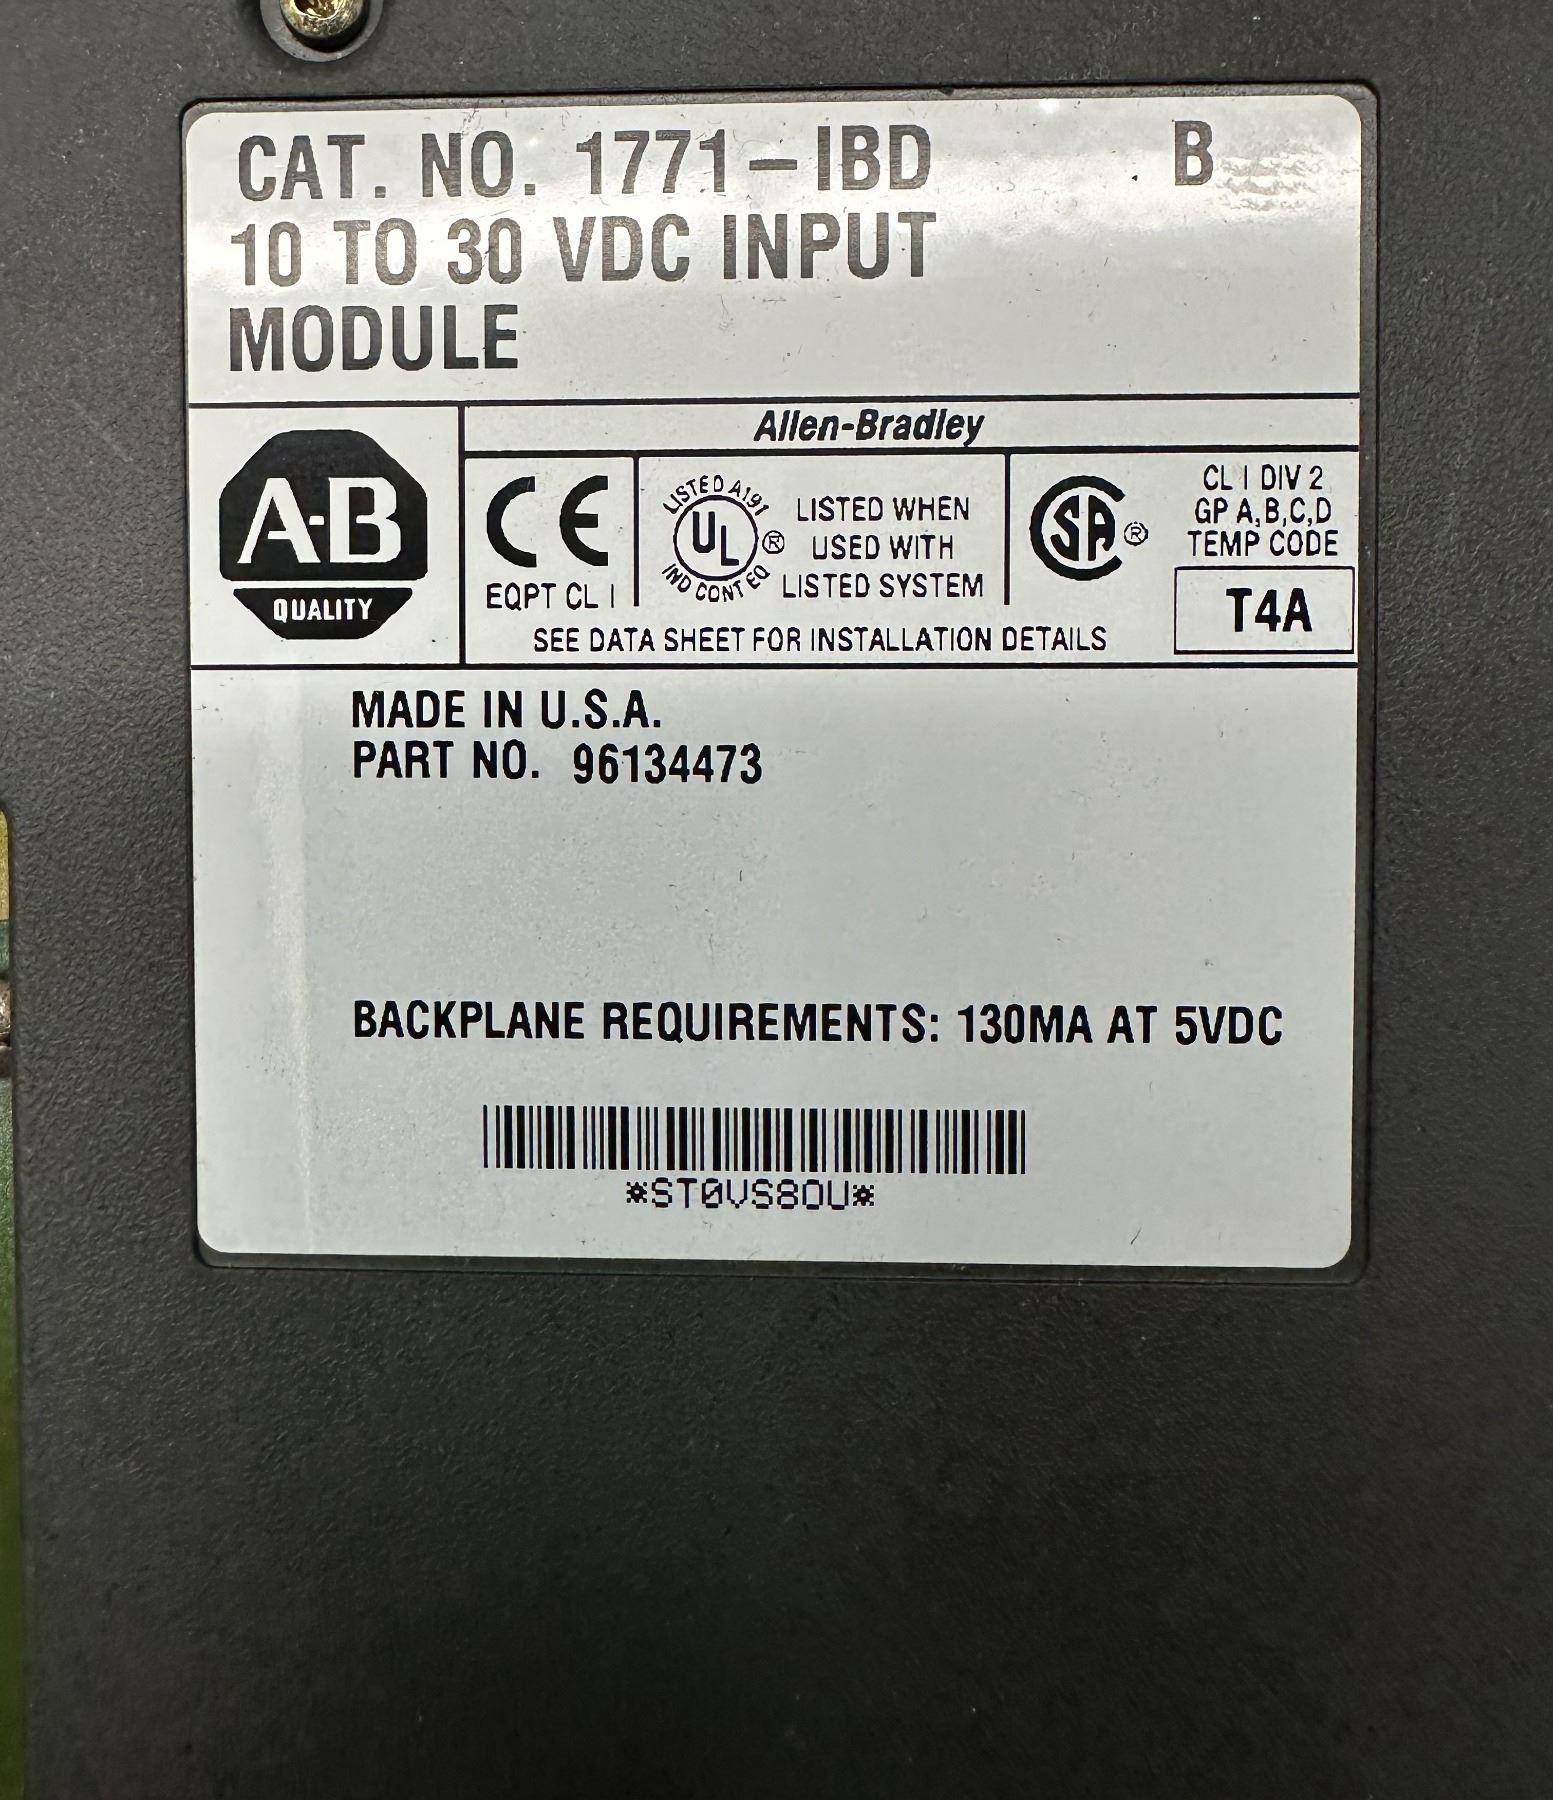 CAT. NO. 1771-IBD B
10 TO 30 VDC INPUT
MODULE
Allen-Bradley
A-B
QUALITY
CE
EQPT CL I
LISTED A191
UL ®
IND CONT EQ
LISTED WHEN
USED WITH
LISTED SYSTEM
SA ®
CL I DIV 2
GP A,B,C,D
TEMP CODE
T4A
SEE DATA SHEET FOR INSTALLATION DETAILS
MADE IN U.S.A.
PART NO. 96134473
BACKPLANE REQUIREMENTS: 130MA AT 5VDC
*ST0VS8OU*